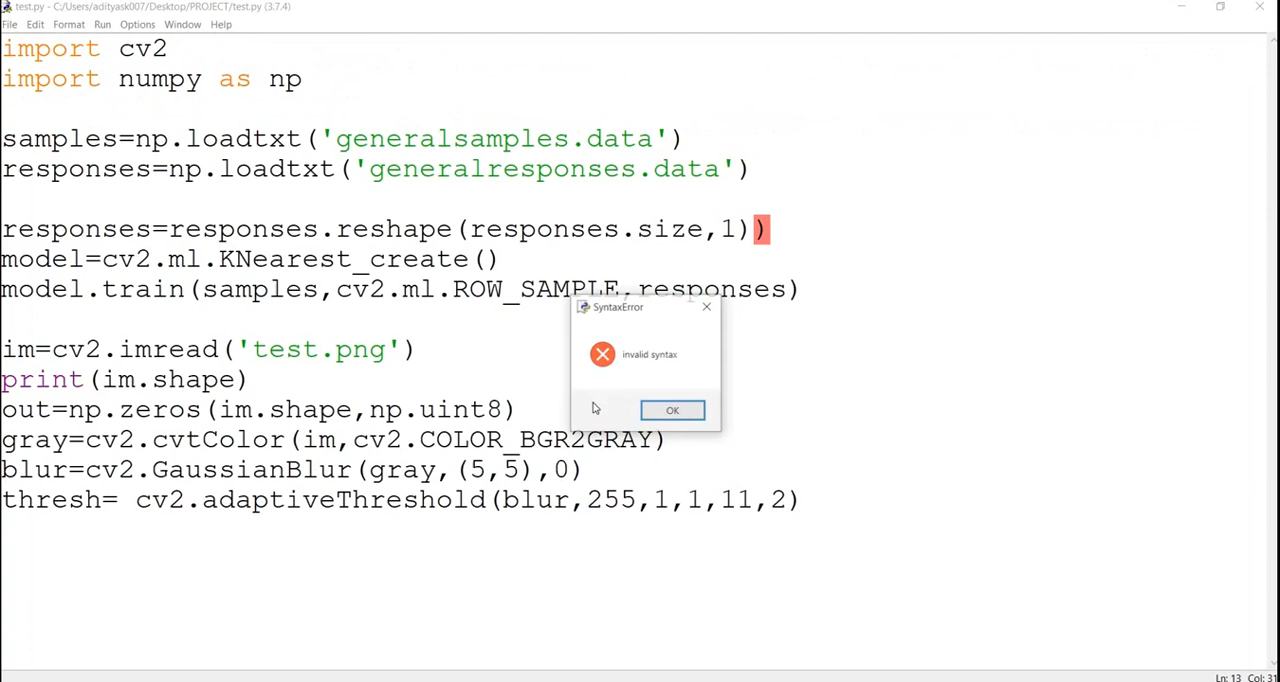 test.py - C:/Users/adityask007/Desktop/PROJECT/test.py (3.7.4)
File Edit Format Run Options Window Help
import cv2
import numpy as np
samples=np.loadtxt('generalsamples.data')
responses=np.loadtxt('generalresponses.data')
responses=responses.reshape(responses.size,1))
model=cv2.ml.KNearest_create()
model.train(samples,cv2.ml.ROW_SAMPLE,responses)
SyntaxError
invalid syntax
OK
im=cv2.imread('test.png')
print(im.shape)
out=np.zeros(im.shape,np.uint8)
gray=cv2.cvtColor(im,cv2.COLOR_BGR2GRAY)
blur=cv2.GaussianBlur(gray,(5,5),0)
thresh= cv2.adaptiveThreshold(blur,255,1,1,11,2)
Ln: 13 Col: 31